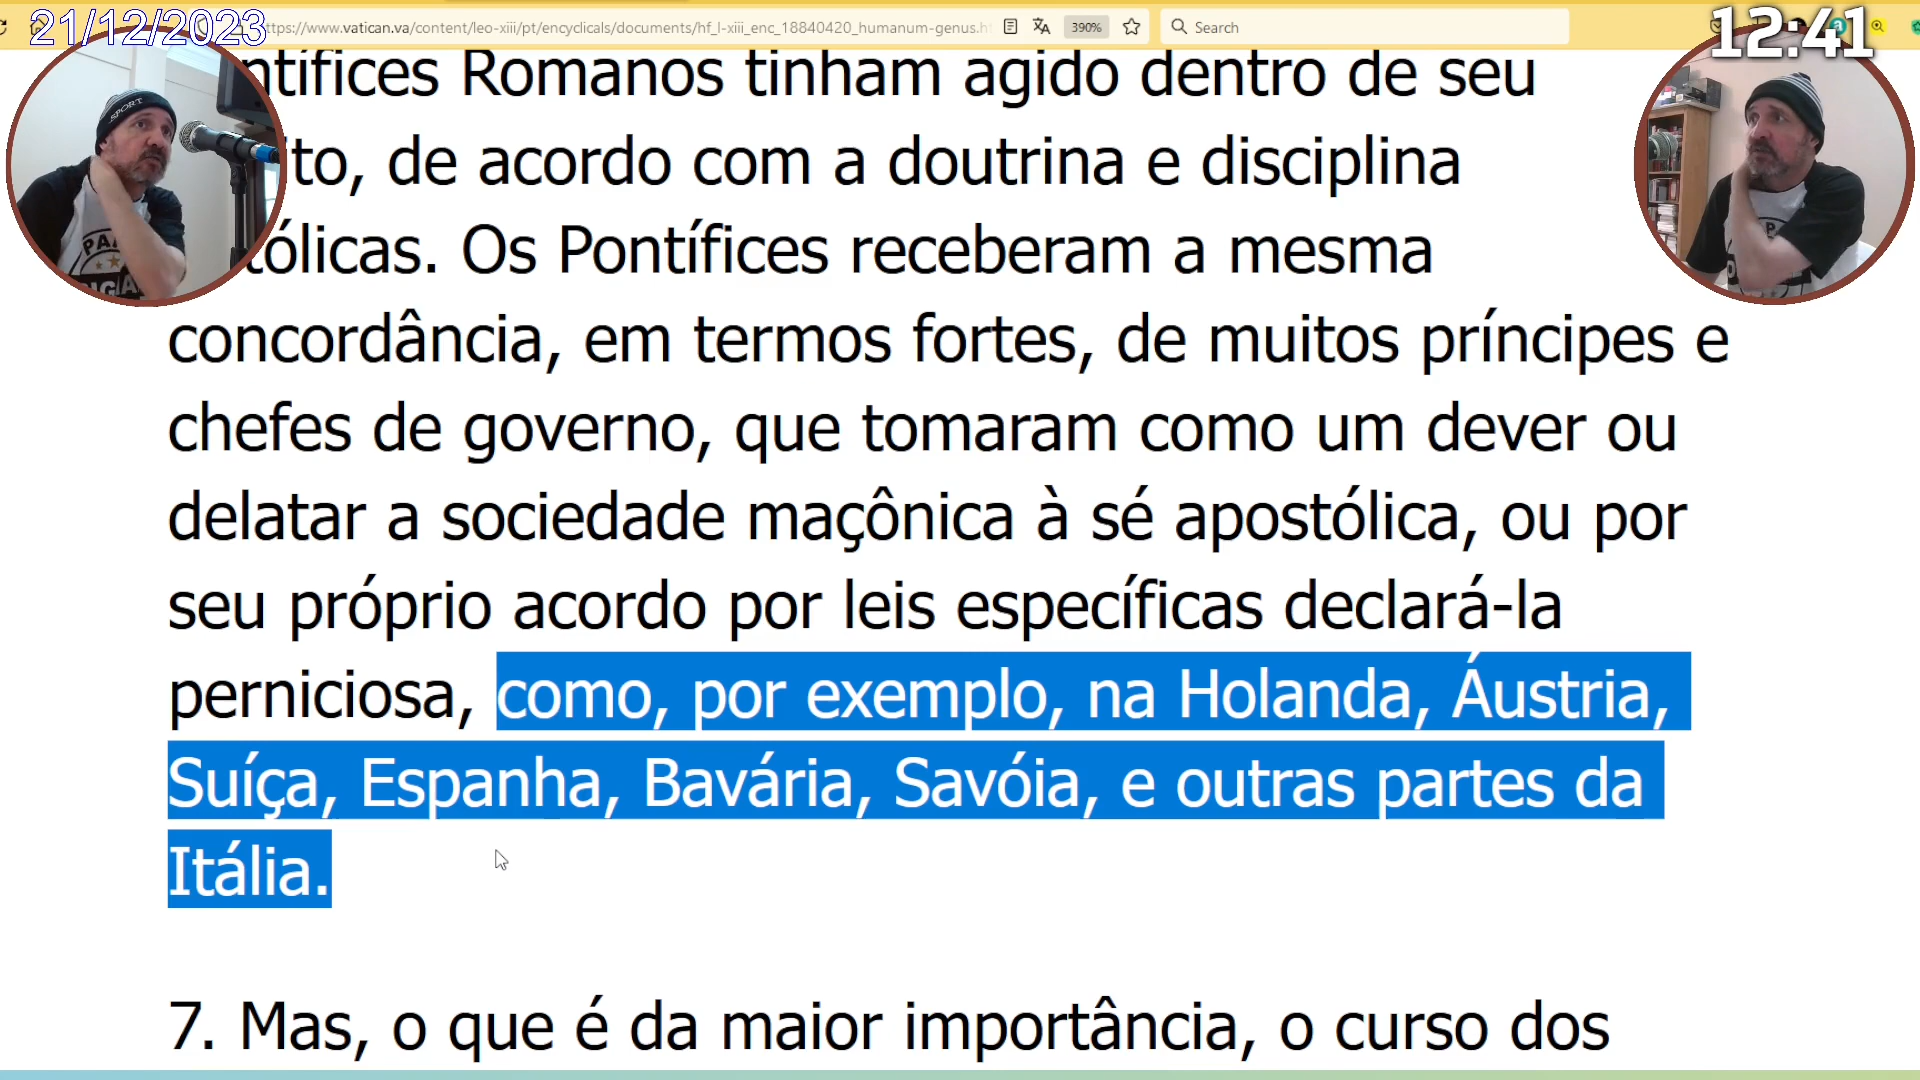 21/12/2023
ttps://www.vatican.va/content/leo-xiii/pt/encyclicals/documents/hf_l-xiii_enc_18840420_humanum-genus.h
390%
Search
12:41
ntífices Romanos tinham agido dentro de seu
ito, de acordo com a doutrina e disciplina
tólicas. Os Pontífices receberam a mesma
concordância, em termos fortes, de muitos príncipes e
chefes de governo, que tomaram como um dever ou
delatar a sociedade maçônica à sé apostólica, ou por
seu próprio acordo por leis específicas declará-la
perniciosa, como, por exemplo, na Holanda, Áustria,
Suíça, Espanha, Bavária, Savóia, e outras partes da
Itália.
7. Mas, o que é da maior importância, o curso dos
SPORT